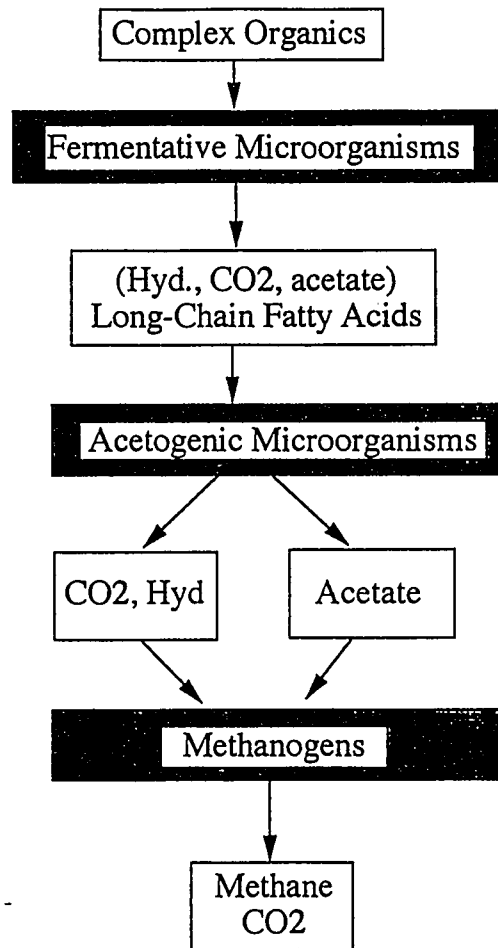 Complex Organics
Fermentative Microorganisms
(Hyd., CO2, acetate)
Long-Chain Fatty Acids
Acetogenic Microorganisms
CO2, Hyd
Acetate
Methanogens
Methane
CO2